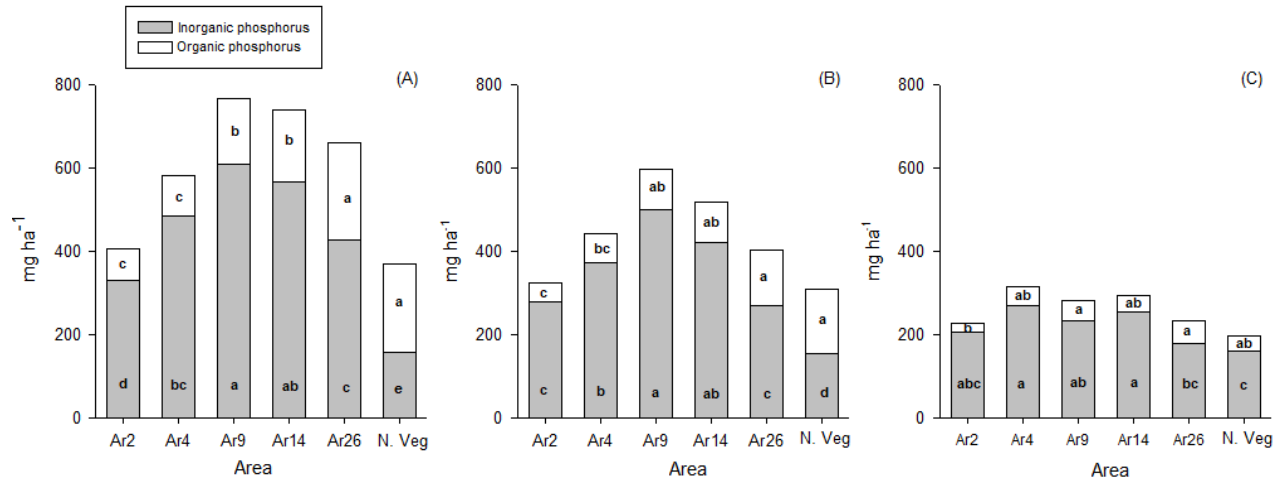 Inorganic phosphorus
Organic phosphorus
(A)
800
600
400
200
0
mg ha⁻¹
c
c
b
b
a
a
d
bc
a
ab
c
e
Ar2 Ar4 Ar9 Ar14 Ar26 N. Veg
Area
(B)
800
600
400
200
0
mg ha⁻¹
c
bc
ab
ab
a
a
c
b
a
ab
c
d
Ar2 Ar4 Ar9 Ar14 Ar26 N. Veg
Area
(C)
800
600
400
200
0
mg ha⁻¹
b
ab
a
ab
a
ab
abc
a
ab
a
bc
c
Ar2 Ar4 Ar9 Ar14 Ar26 N. Veg
Area